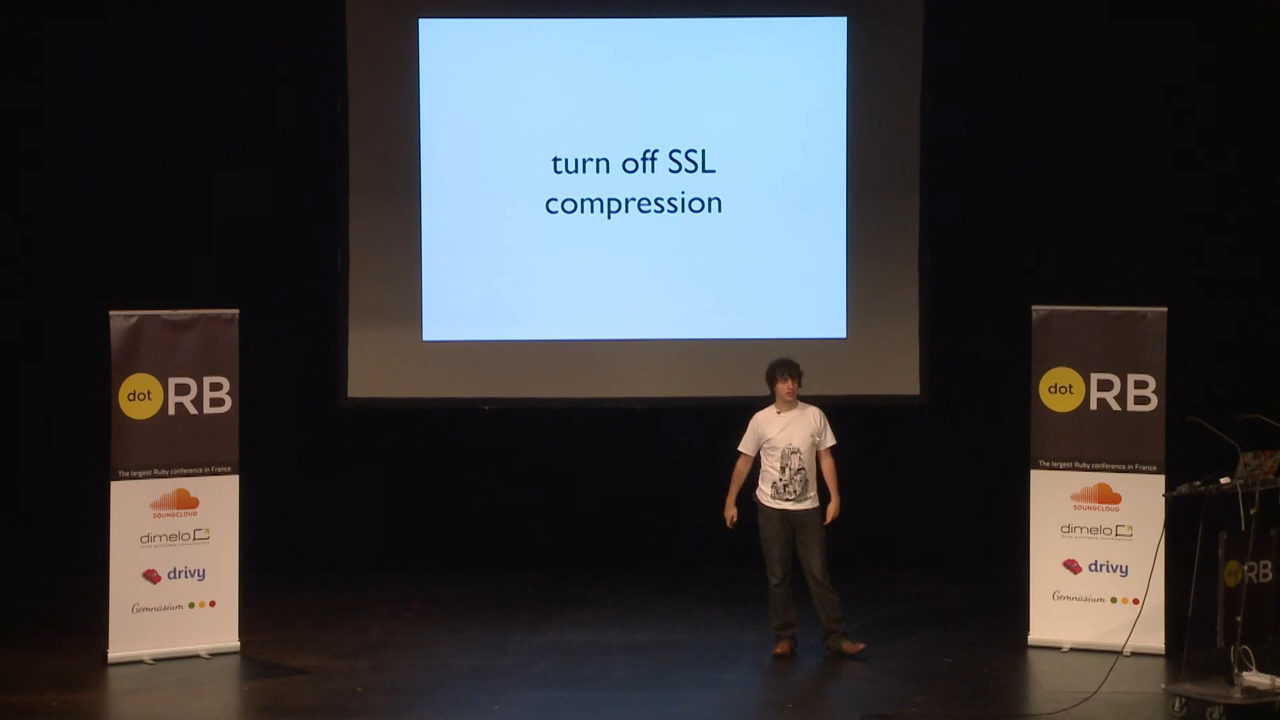 turn off SSL
compression
dot RB
The largest Ruby conference in France
SOUNDCLOUD
dimelo
drivy
Gemnasium
dot RB
The largest Ruby conference in France
SOUNDCLOUD
dimelo
drivy
Gemnasium
dot RB